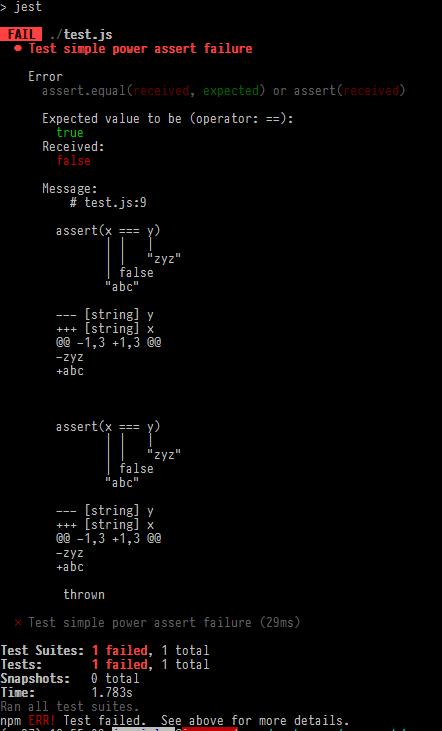 > jest
FAIL ./test.js
● Test simple power assert failure
Error
assert.equal(received, expected) or assert(received)
Expected value to be (operator: ==):
true
Received:
false
Message:
# test.js:9
assert(x === y)
| | |
| | "zyz"
| false
"abc"
--- [string] y
+++ [string] x
@@ -1,3 +1,3 @@
-zyz
+abc
assert(x === y)
| | |
| | "zyz"
| false
"abc"
--- [string] y
+++ [string] x
@@ -1,3 +1,3 @@
-zyz
+abc
thrown
× Test simple power assert failure (29ms)
Test Suites: 1 failed, 1 total
Tests: 1 failed, 1 total
Snapshots: 0 total
Time: 1.783s
Ran all test suites.
npm ERR! Test failed. See above for more details.